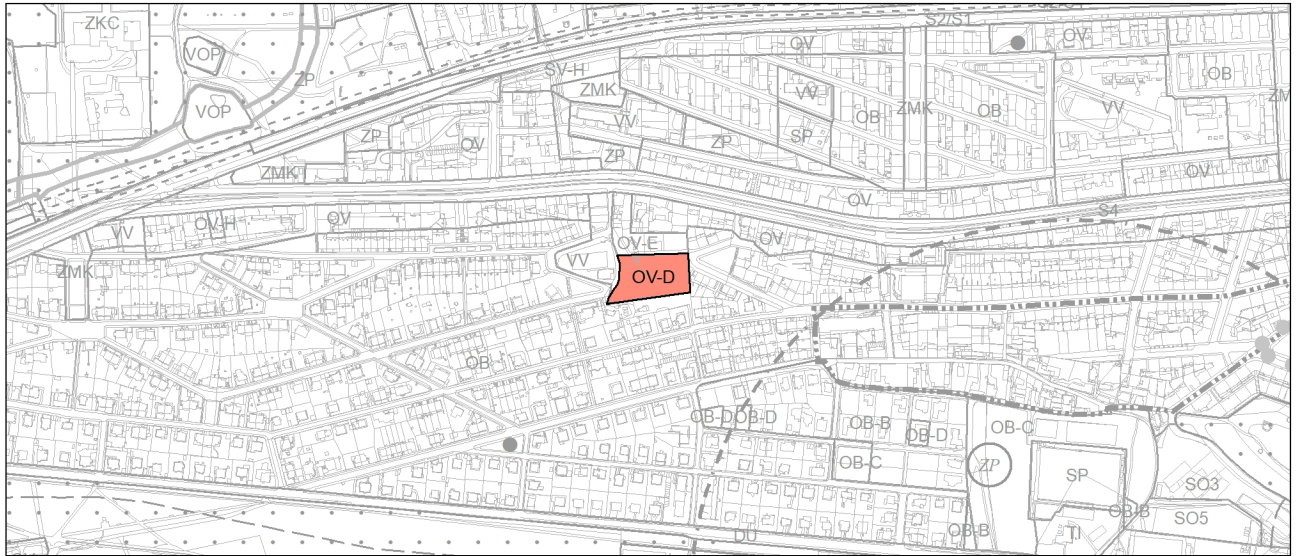 S2/S1
ZKC
OV
OV
VOP
ZP
SV-H
OB
ZMK
VV
VV
ZMK
VOP
VV
OB
ZMK
OB
ZP
OV
ZP
SP
ZP
OV
ZMK
OV
S4
OV-H
OV
VV
OV-E
OV
VV
ZMK
OV-D
OB
OB-D
OB-D
OB-B
OB-D
OB-C
OB-C
ZP
SP
SO3
OB-B
SO5
OB-B
TI
DU